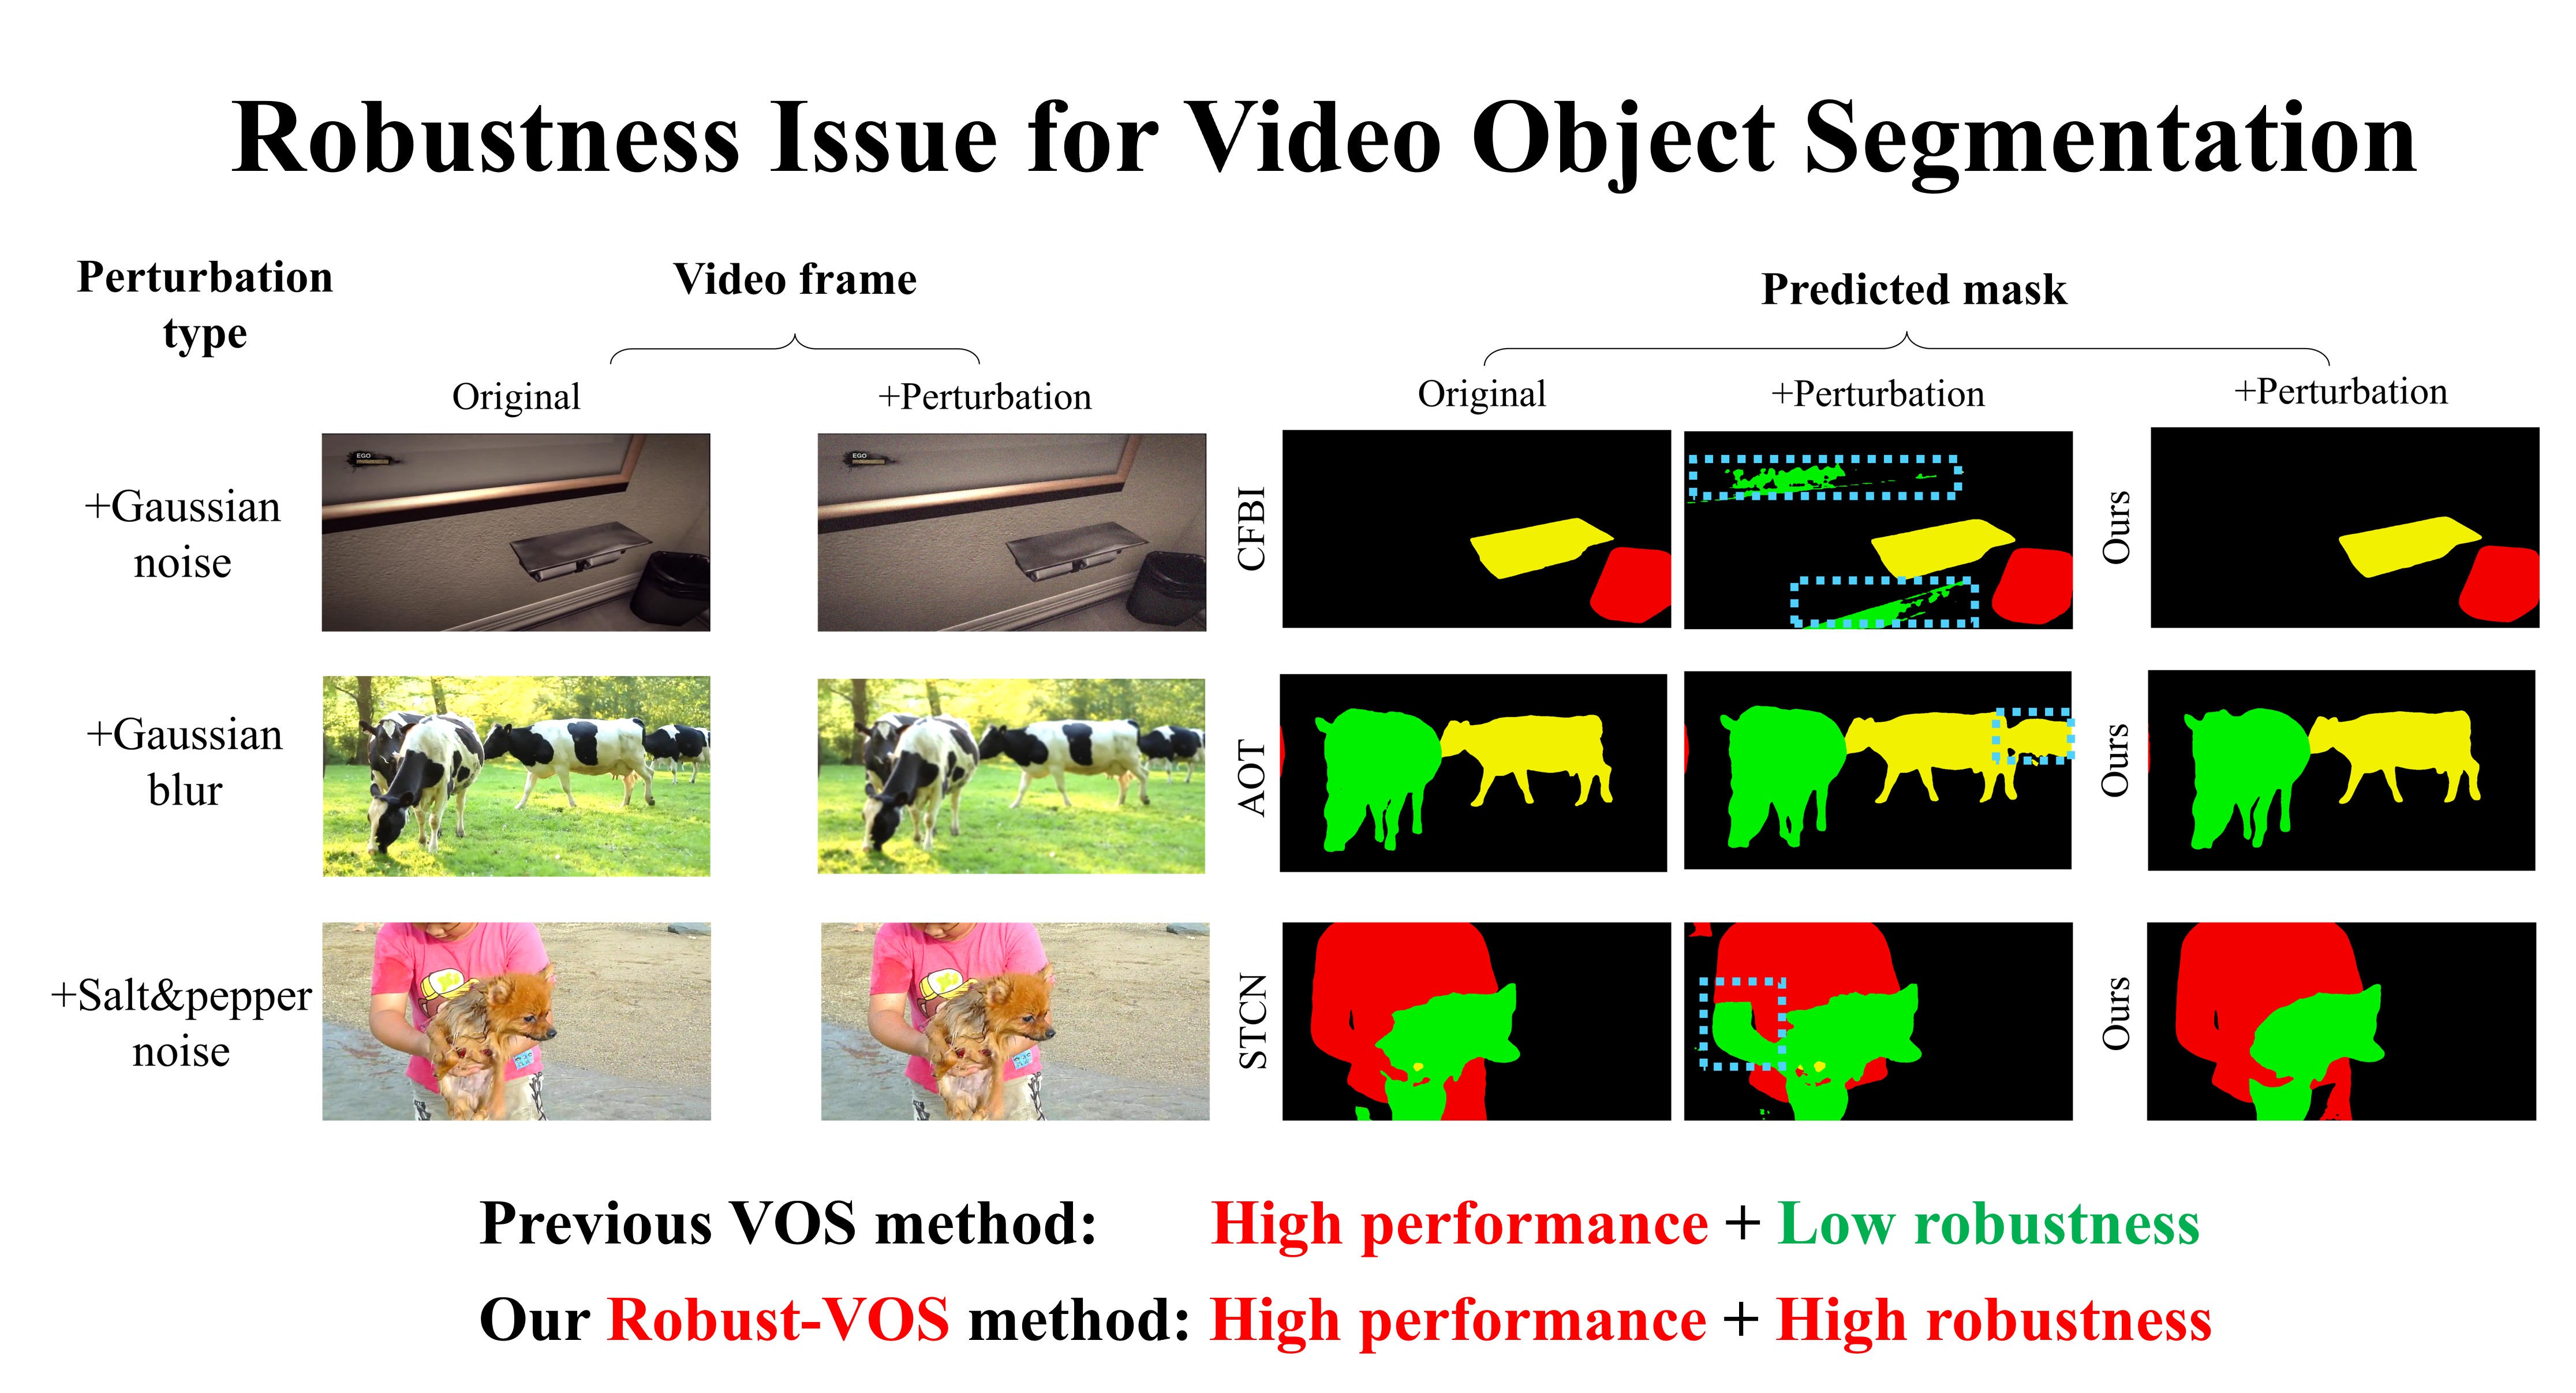 Robustness Issue for Video Object Segmentation
Perturbation
type
Video frame
Predicted mask
Original
+Perturbation
Original
+Perturbation
+Perturbation
+Gaussian
noise
EGO
EGO
CFBI
Ours
+Gaussian
blur
AOT
Ours
+Salt&pepper
noise
STCN
Ours
Previous VOS method: High performance + Low robustness
Our Robust-VOS method: High performance + High robustness